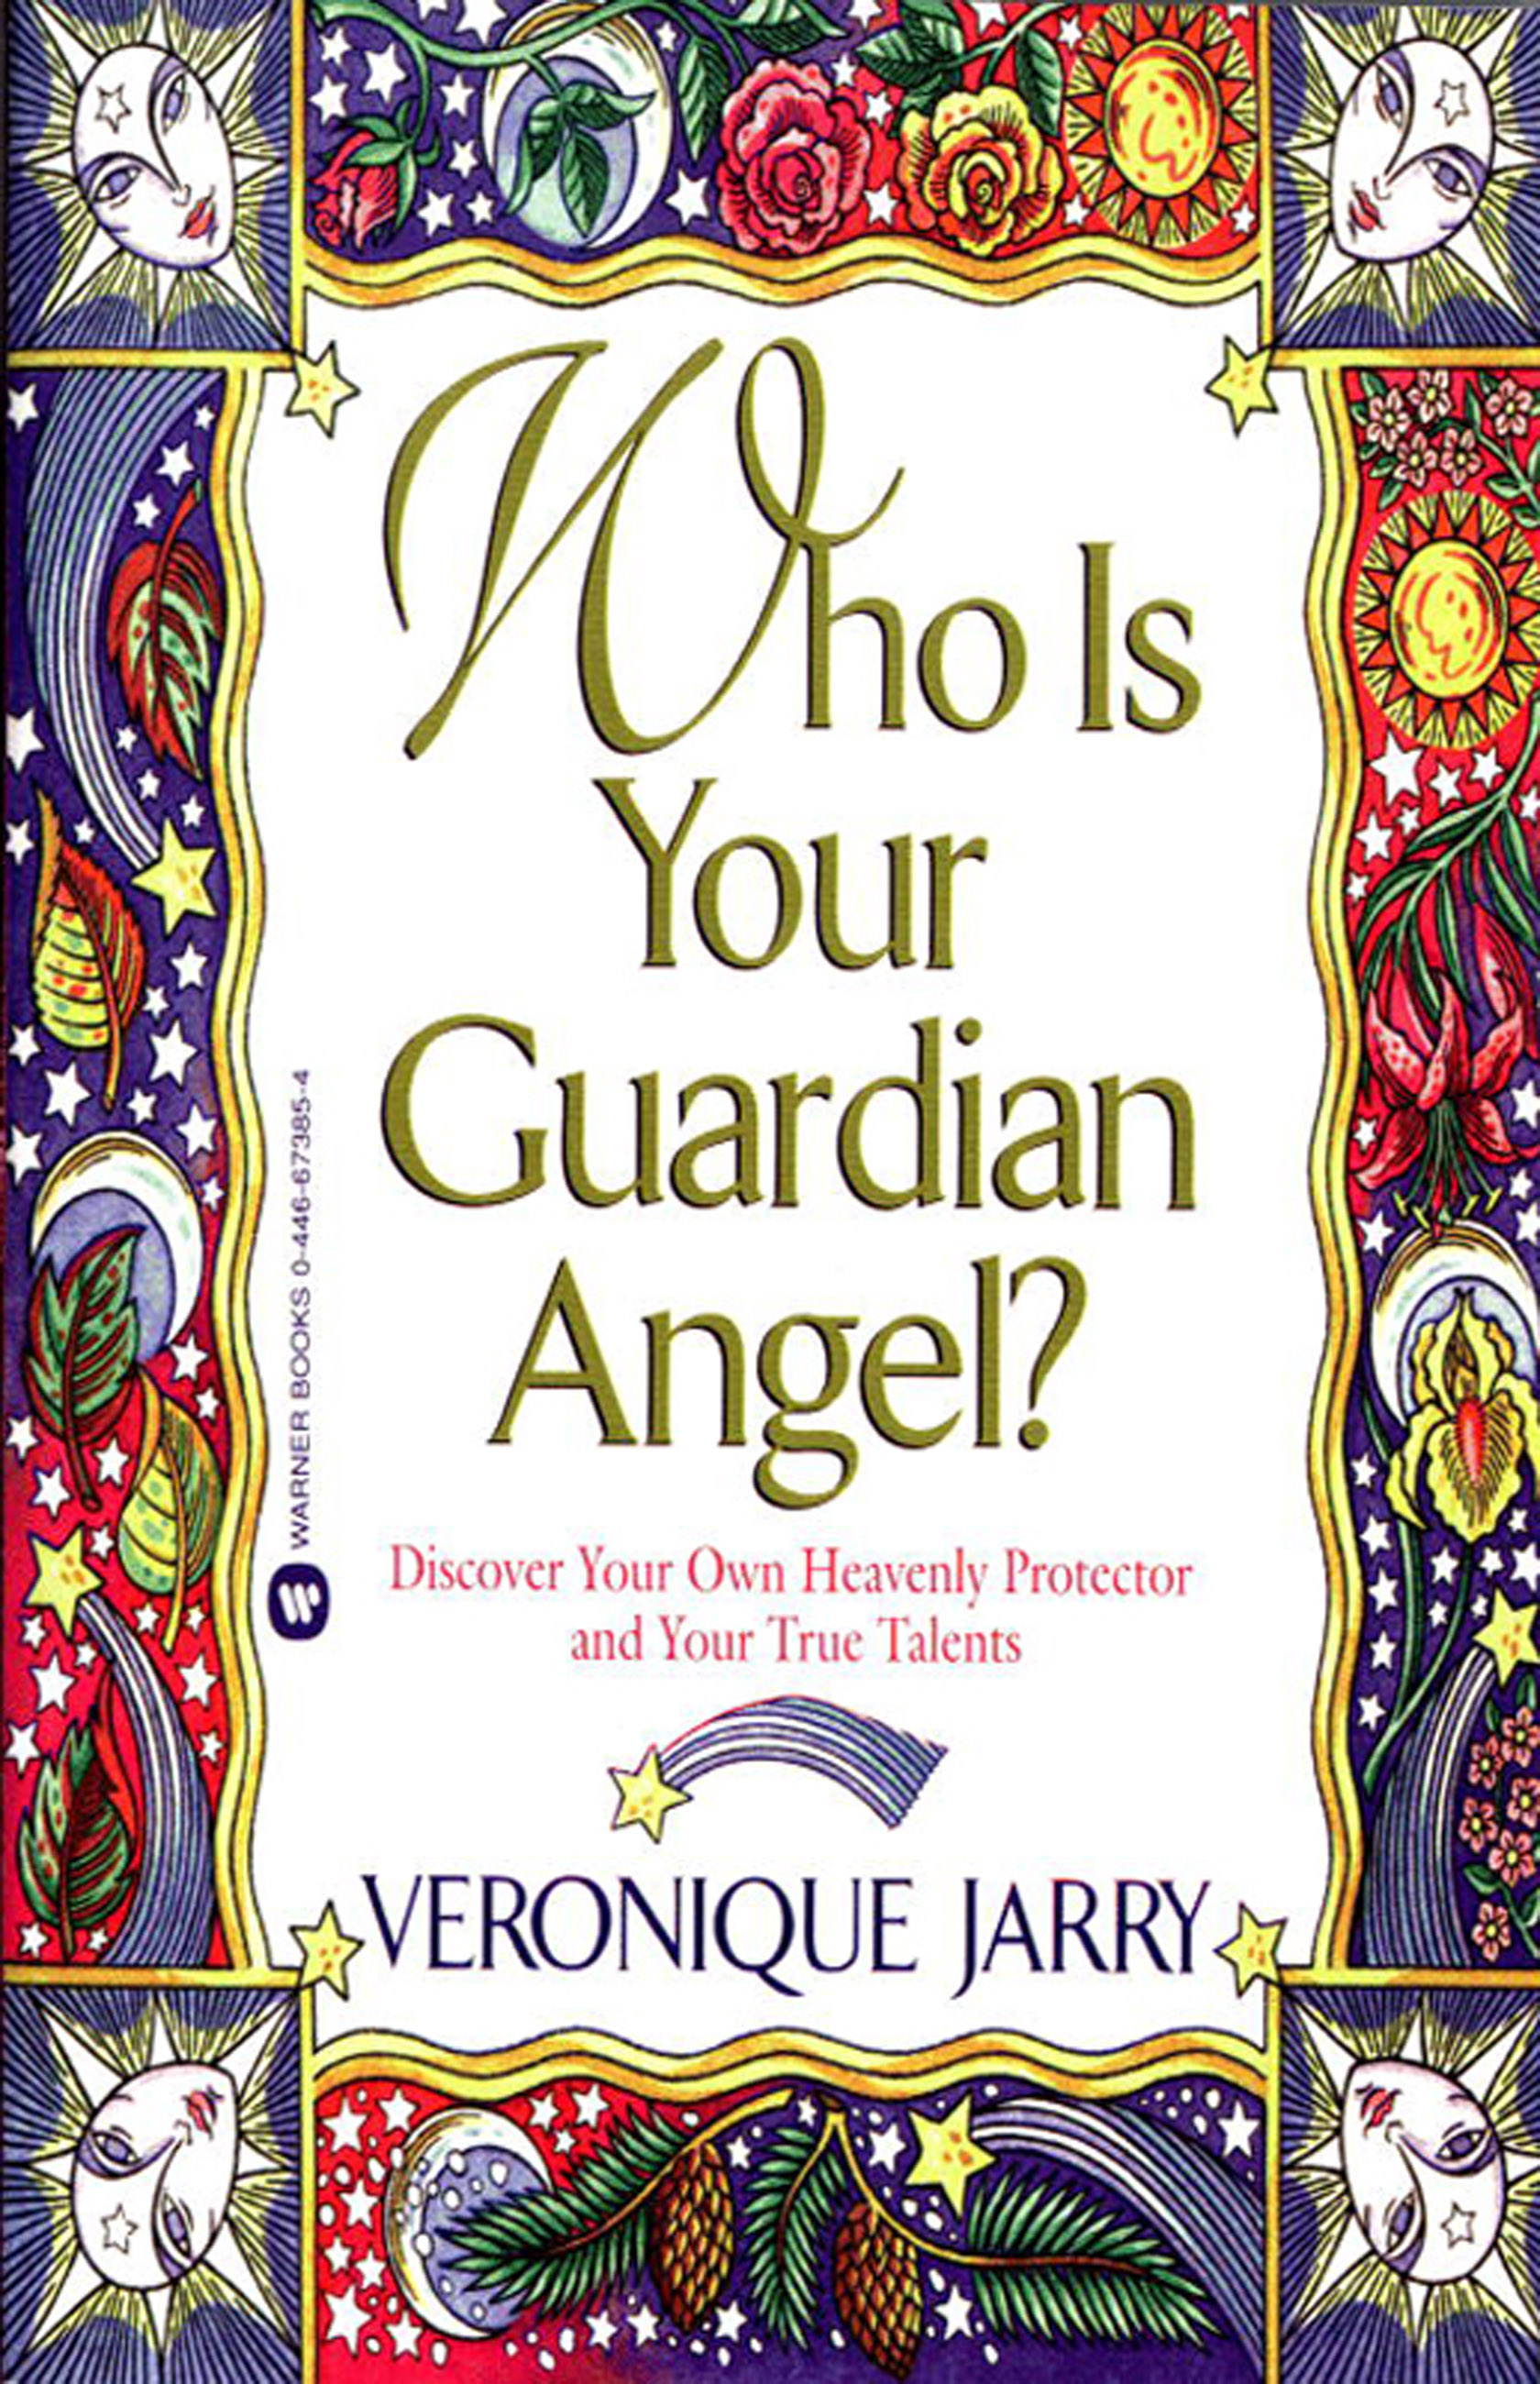 Who Is
Your
Guardian
Angel?
WARNER BOOKS 0-446-67385-4
Discover Your Own Heavenly Protector
and Your True Talents
VERONIQUE JARRY